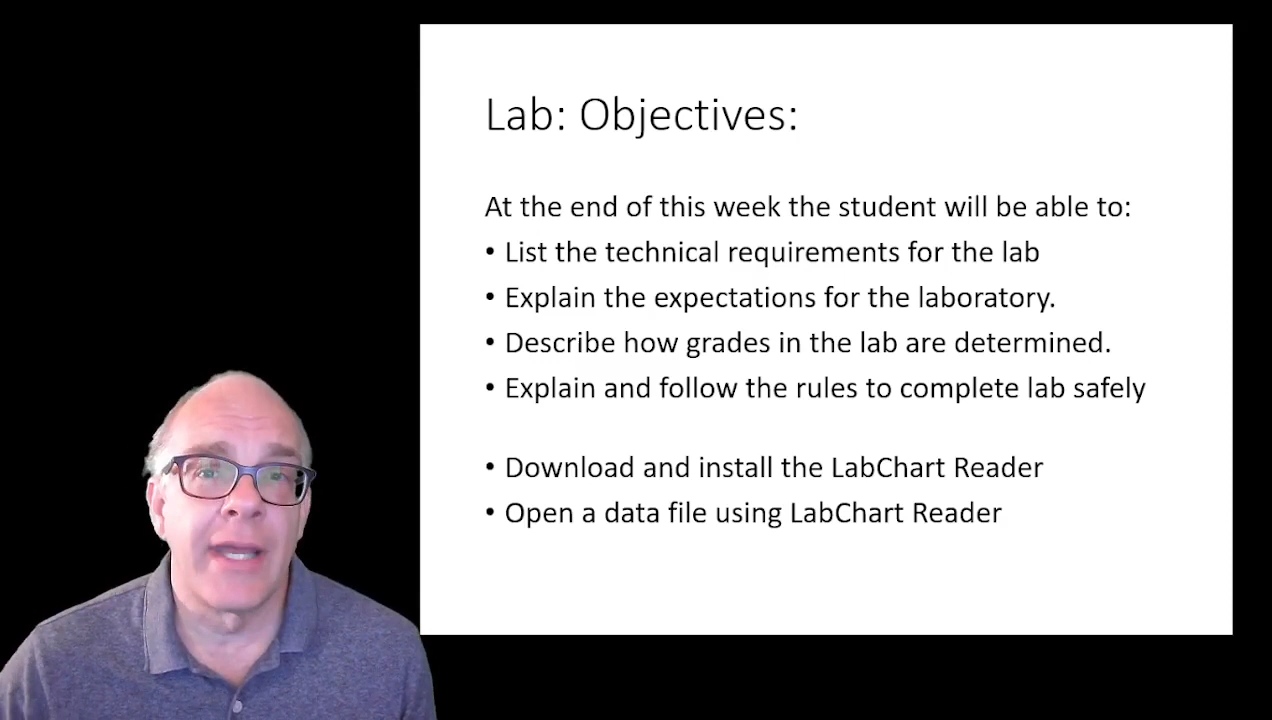 Lab: Objectives:
At the end of this week the student will be able to:
• List the technical requirements for the lab
• Explain the expectations for the laboratory.
• Describe how grades in the lab are determined.
• Explain and follow the rules to complete lab safely
• Download and install the LabChart Reader
• Open a data file using LabChart Reader